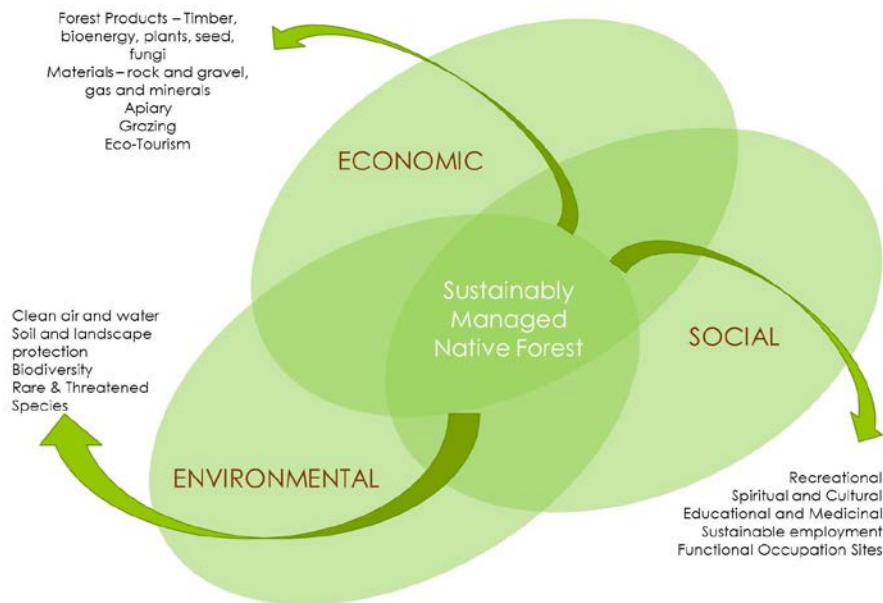 Forest Products – Timber,
bioenergy, plants, seed,
fungi
Materials – rock and gravel,
gas and minerals
Apiary
Grazing
Eco-Tourism
ECONOMIC
Sustainably
Managed
Native Forest
SOCIAL
Clean air and water
Soil and landscape
protection
Biodiversity
Rare & Threatened
Species
ENVIRONMENTAL
Recreational
Spiritual and Cultural
Educational and Medicinal
Sustainable employment
Functional Occupation Sites